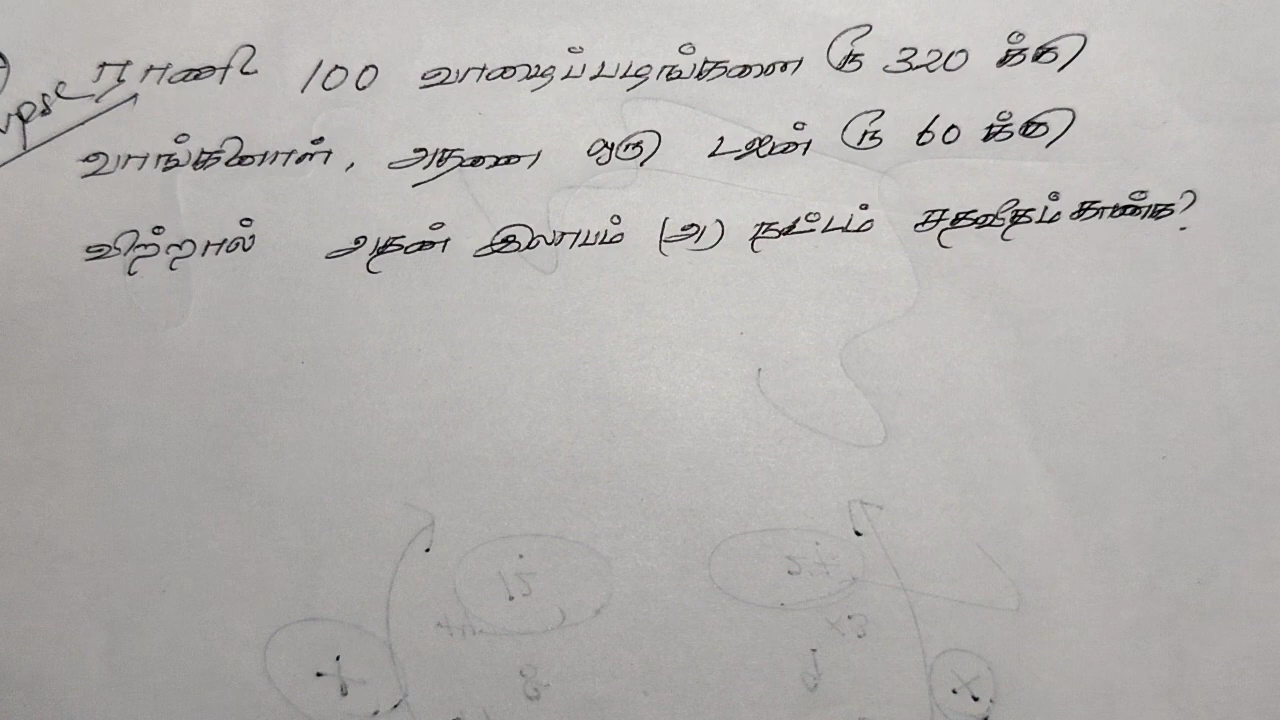 ராணி 100 வாழைப்பழங்களை ரூ 320 க்கு
வாங்கினாள், அதனை ஒரு டஜன் ரூ 60 க்கு
விற்றால் அதன் இலாபம் (அ) நட்டம் சதவீதம் காண்க?